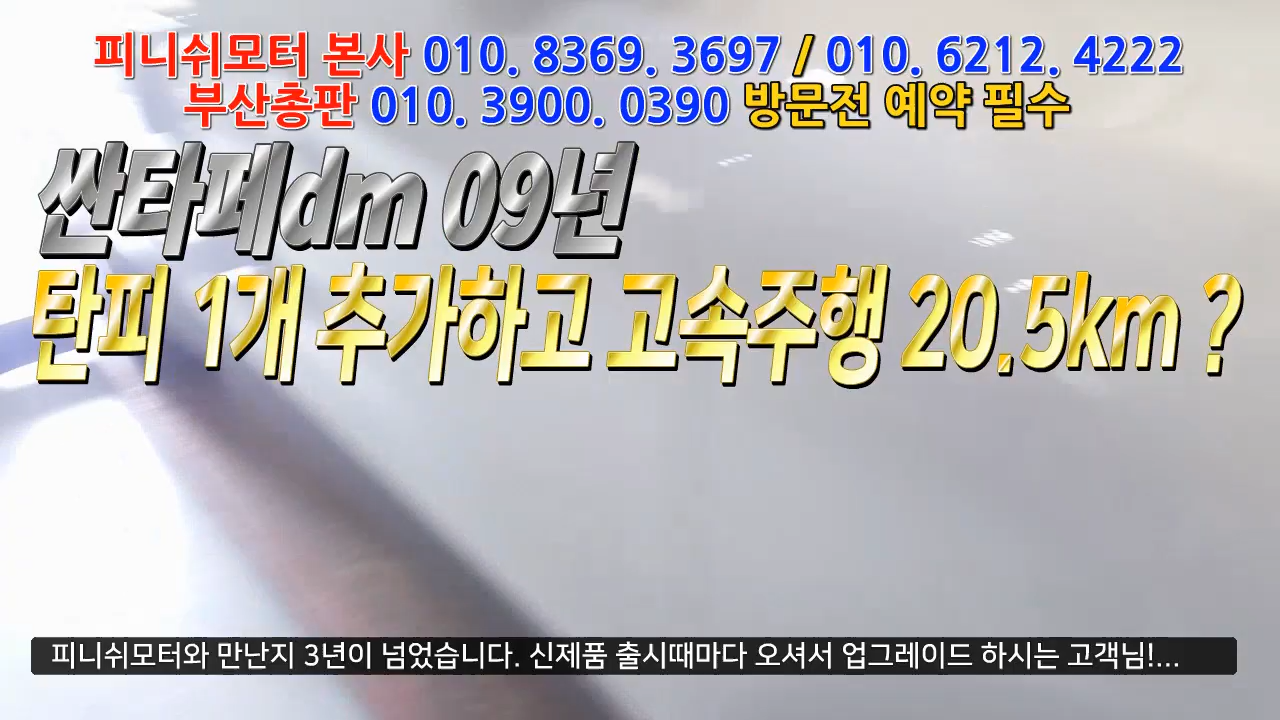 피니쉬모터 본사 010. 8369. 3697 / 010. 6212. 4222
부산총판 010. 3900. 0390 방문전 예약 필수
싼타페dm 09년
탄피 1개 추가하고 고속주행 20.5km ?
피니쉬모터와 만난지 3년이 넘었습니다. 신제품 출시때마다 오셔서 업그레이드 하시는 고객님!...